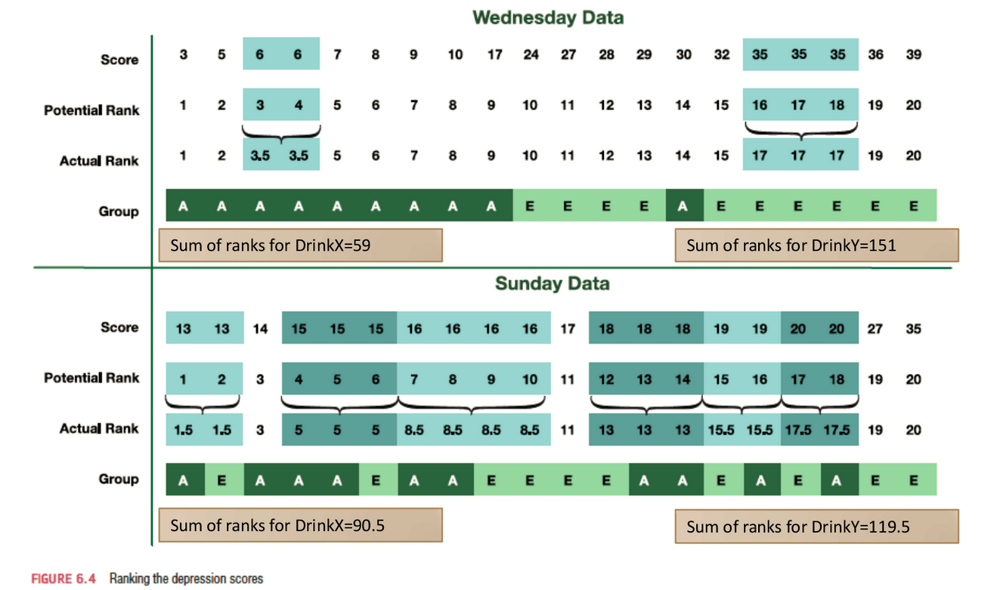 Wednesday Data
Score 3 5 6 6 7 8 9 10 17 24 27 28 29 30 32 35 35 35 36 39
Potential Rank 1 2 3 4 5 6 7 8 9 10 11 12 13 14 15 16 17 18 19 20
Actual Rank 1 2 3.5 3.5 5 6 7 8 9 10 11 12 13 14 15 17 17 17 19 20
Group A A A A A A A A A E E E E A E E E E E E
Sum of ranks for DrinkX=59 Sum of ranks for DrinkY=151
Sunday Data
Score 13 13 14 15 15 15 16 16 16 16 17 18 18 18 19 19 20 20 27 35
Potential Rank 1 2 3 4 5 6 7 8 9 10 11 12 13 14 15 16 17 18 19 20
Actual Rank 1.5 1.5 3 5 5 5 8.5 8.5 8.5 8.5 11 13 13 13 15.5 15.5 17.5 17.5 19 20
Group A E A A A E A A E E E E A A E A E A E E
Sum of ranks for DrinkX=90.5 Sum of ranks for DrinkY=119.5
FIGURE 6.4 Ranking the depression scores